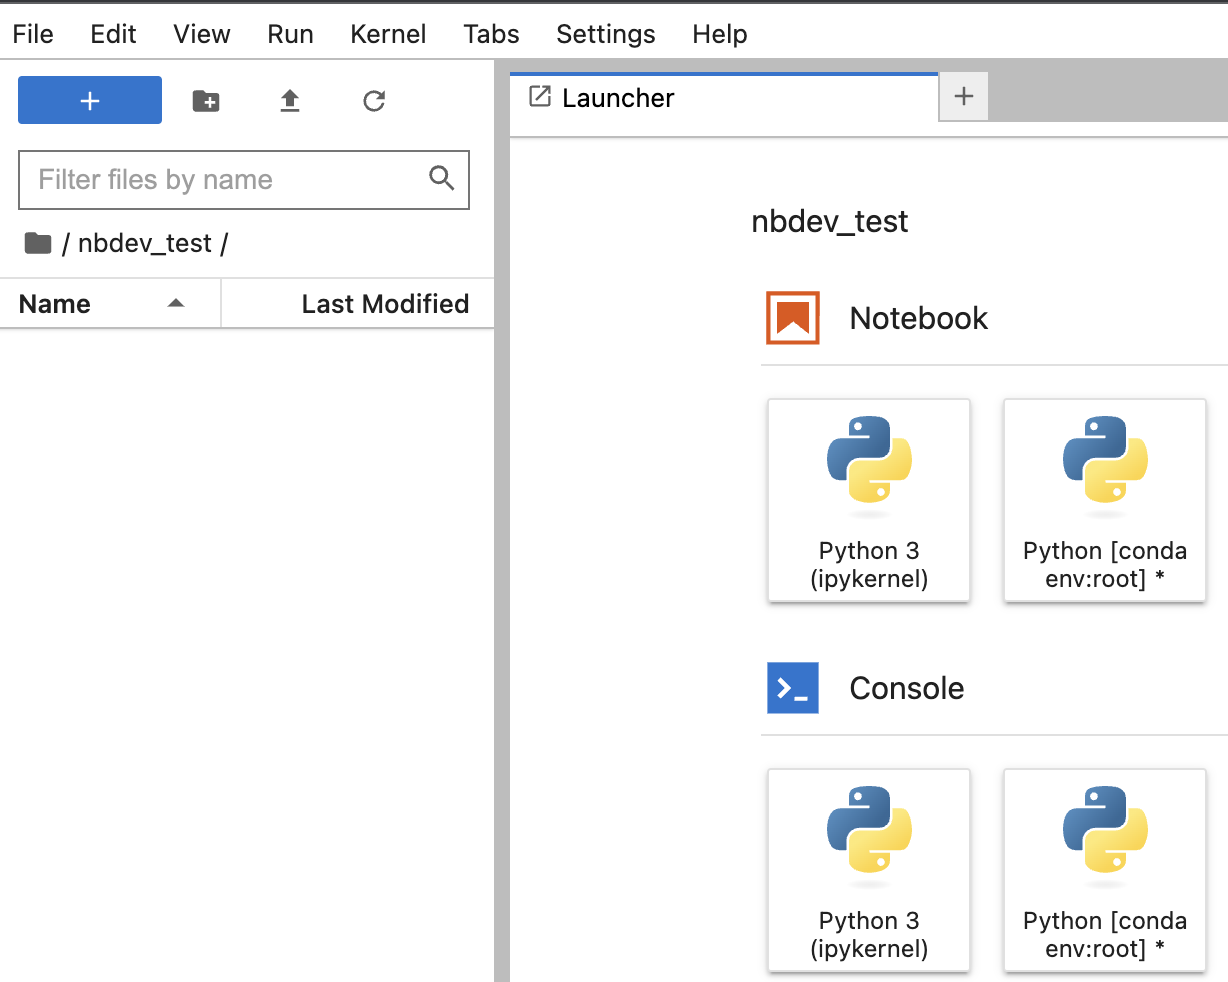 File Edit View Run Kernel Tabs Settings Help
+
Launcher
+
Filter files by name
/ nbdev_test /
Name
Last Modified
nbdev_test
Notebook
Python 3
(ipykernel)
Python [conda
env:root] *
Console
Python 3
(ipykernel)
Python [conda
env:root] *